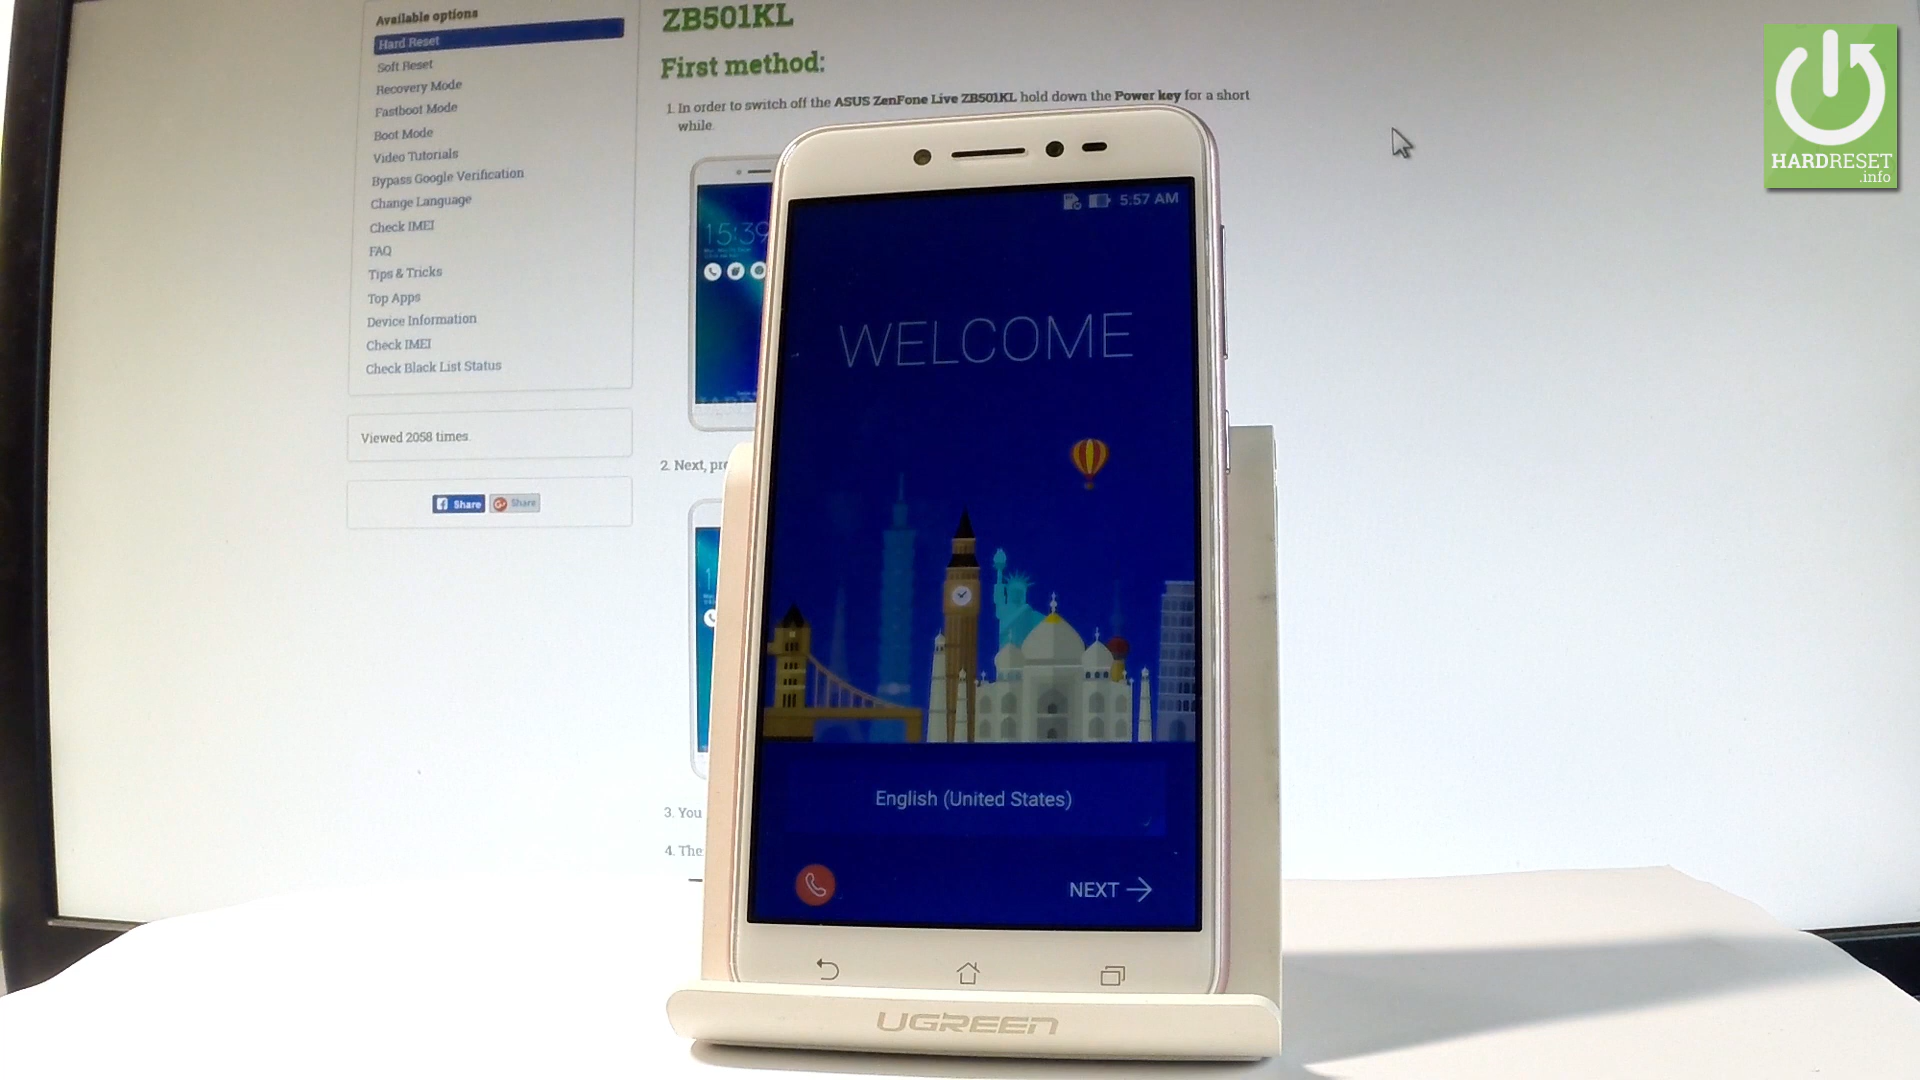 Available options
Hard Reset
Soft Reset
Recovery Mode
Fastboot Mode
Boot Mode
Video Tutorials
Bypass Google Verification
Change Language
Check IMEI
FAQ
Tips & Tricks
Top Apps
Device Information
Check IMEI
Check Black List Status
Viewed 2058 times.
Share
Share
ZB501KL
First method:
1. In order to switch off the ASUS ZenFone Live ZB501KL hold down the Power key for a short
while.
15:39
2. Next,
3. You
4. The
5:57 AM
WELCOME
English (United States)
NEXT
UGREEN
HARDRESET
.info